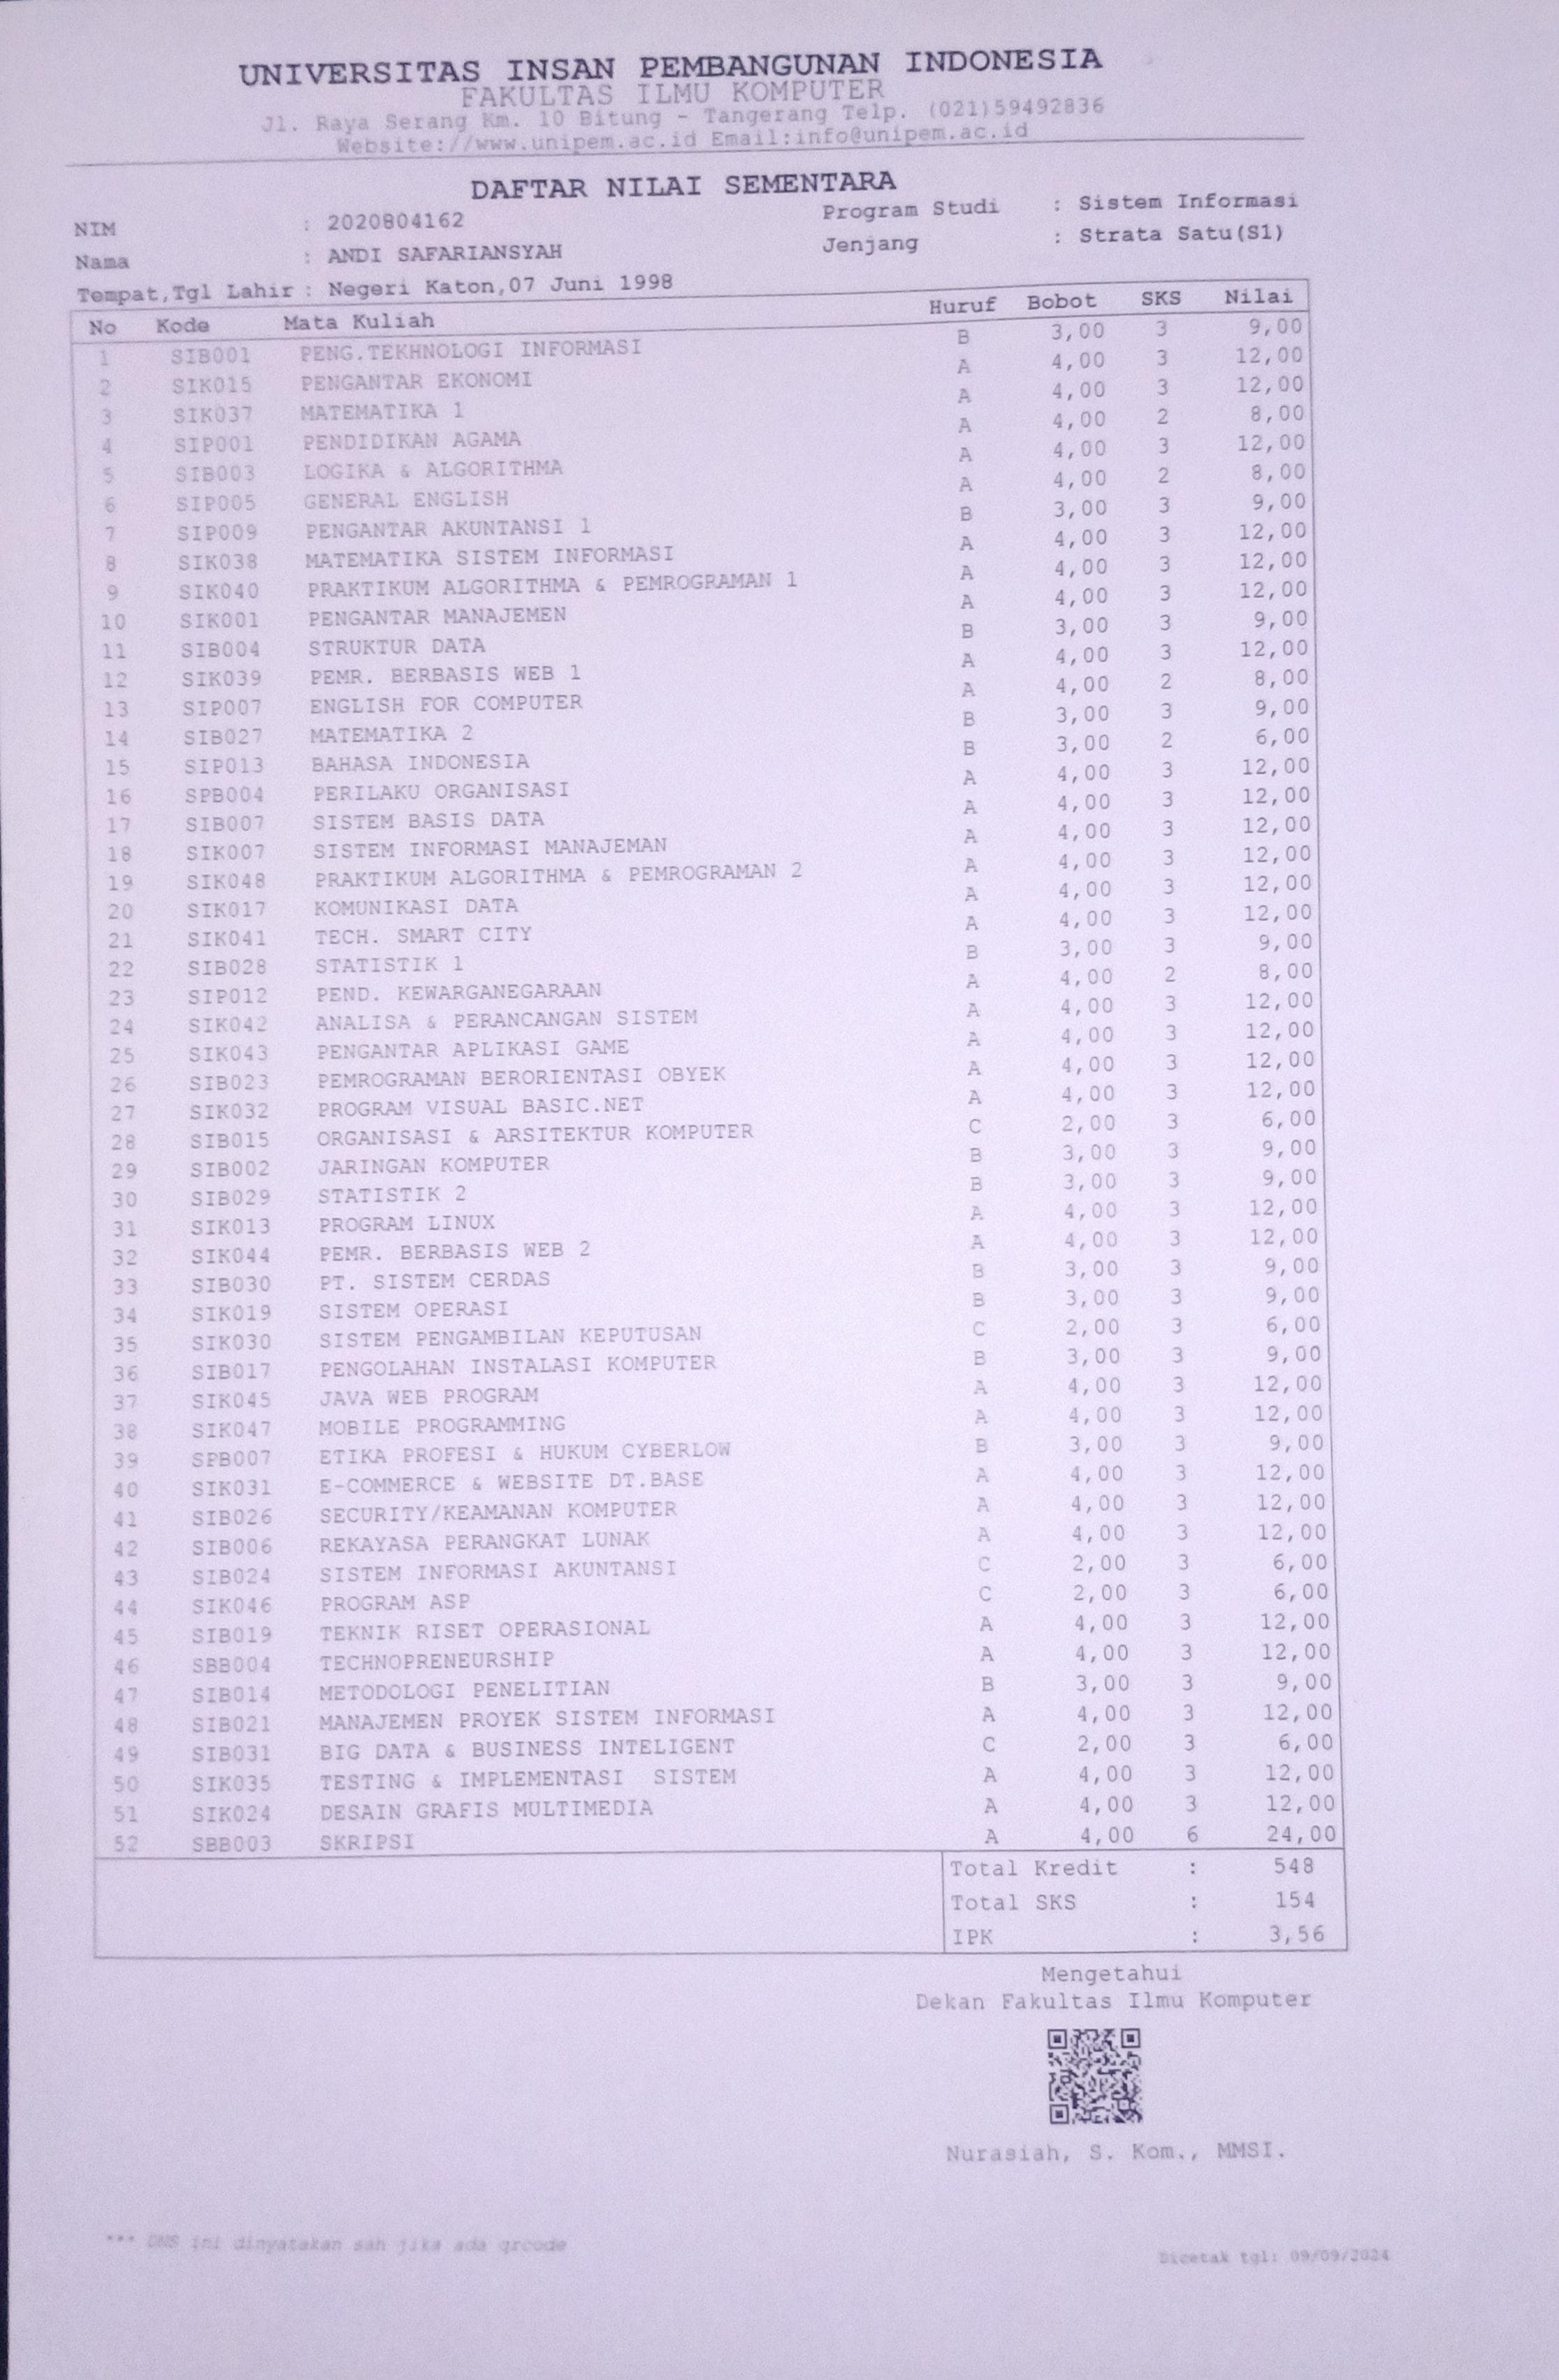 UNIVERSITAS INSAN PEMBANGUNAN INDONESIA
FAKULTAS ILMU KOMPUTER
Jl. Raya Serang Km. 10 Bitung - Tangerang Telp. (021)59492836
Website://www.unipem.ac.id Email:info@unipem.ac.id
DAFTAR NILAI SEMENTARA
NIM : 2020804162 Program Studi : Sistem Informasi
Nama : ANDI SAFARIANSYAH Jenjang : Strata Satu(S1)
Tempat,Tgl Lahir : Negeri Katon,07 Juni 1998
No Kode Mata Kuliah Huruf Bobot SKS Nilai
1 SIB001 PENG.TEKHNOLOGI INFORMASI B 3,00 3 9,00
2 SIK015 PENGANTAR EKONOMI A 4,00 3 12,00
3 SIK037 MATEMATIKA 1 A 4,00 3 12,00
4 SIP001 PENDIDIKAN AGAMA A 4,00 2 8,00
5 SIB003 LOGIKA & ALGORITHMA A 4,00 3 12,00
6 SIP005 GENERAL ENGLISH A 4,00 2 8,00
7 SIP009 PENGANTAR AKUNTANSI 1 B 3,00 3 9,00
8 SIK038 MATEMATIKA SISTEM INFORMASI A 4,00 3 12,00
9 SIK040 PRAKTIKUM ALGORITHMA & PEMROGRAMAN 1 A 4,00 3 12,00
10 SIK001 PENGANTAR MANAJEMEN A 4,00 3 12,00
11 SIB004 STRUKTUR DATA B 3,00 3 9,00
12 SIK039 PEMR. BERBASIS WEB 1 A 4,00 3 12,00
13 SIP007 ENGLISH FOR COMPUTER A 4,00 2 8,00
14 SIB027 MATEMATIKA 2 B 3,00 3 9,00
15 SIP013 BAHASA INDONESIA B 3,00 2 6,00
16 SPB004 PERILAKU ORGANISASI A 4,00 3 12,00
17 SIB007 SISTEM BASIS DATA A 4,00 3 12,00
18 SIK007 SISTEM INFORMASI MANAJEMAN A 4,00 3 12,00
19 SIK048 PRAKTIKUM ALGORITHMA & PEMROGRAMAN 2 A 4,00 3 12,00
20 SIK017 KOMUNIKASI DATA A 4,00 3 12,00
21 SIK041 TECH. SMART CITY A 4,00 3 12,00
22 SIB028 STATISTIK 1 B 3,00 3 9,00
23 SIP012 PEND. KEWARGANEGARAAN A 4,00 2 8,00
24 SIK042 ANALISA & PERANCANGAN SISTEM A 4,00 3 12,00
25 SIK043 PENGANTAR APLIKASI GAME A 4,00 3 12,00
26 SIB023 PEMROGRAMAN BERORIENTASI OBYEK A 4,00 3 12,00
27 SIK032 PROGRAM VISUAL BASIC.NET A 4,00 3 12,00
28 SIB015 ORGANISASI & ARSITEKTUR KOMPUTER C 2,00 3 6,00
29 SIB002 JARINGAN KOMPUTER B 3,00 3 9,00
30 SIB029 STATISTIK 2 B 3,00 3 9,00
31 SIK013 PROGRAM LINUX A 4,00 3 12,00
32 SIK044 PEMR. BERBASIS WEB 2 A 4,00 3 12,00
33 SIB030 PT. SISTEM CERDAS B 3,00 3 9,00
34 SIK019 SISTEM OPERASI B 3,00 3 9,00
35 SIK030 SISTEM PENGAMBILAN KEPUTUSAN C 2,00 3 6,00
36 SIB017 PENGOLAHAN INSTALASI KOMPUTER B 3,00 3 9,00
37 SIK045 JAVA WEB PROGRAM A 4,00 3 12,00
38 SIK047 MOBILE PROGRAMMING A 4,00 3 12,00
39 SPB007 ETIKA PROFESI & HUKUM CYBERLOW B 3,00 3 9,00
40 SIK031 E-COMMERCE & WEBSITE DT.BASE A 4,00 3 12,00
41 SIB026 SECURITY/KEAMANAN KOMPUTER A 4,00 3 12,00
42 SIB006 REKAYASA PERANGKAT LUNAK A 4,00 3 12,00
43 SIB024 SISTEM INFORMASI AKUNTANSI C 2,00 3 6,00
44 SIK046 PROGRAM ASP C 2,00 3 6,00
45 SIB019 TEKNIK RISET OPERASIONAL A 4,00 3 12,00
46 SBB004 TECHNOPRENEURSHIP A 4,00 3 12,00
47 SIB014 METODOLOGI PENELITIAN B 3,00 3 9,00
48 SIB021 MANAJEMEN PROYEK SISTEM INFORMASI A 4,00 3 12,00
49 SIB031 BIG DATA & BUSINESS INTELIGENT C 2,00 3 6,00
50 SIK035 TESTING & IMPLEMENTASI SISTEM A 4,00 3 12,00
51 SIK024 DESAIN GRAFIS MULTIMEDIA A 4,00 3 12,00
52 SBB003 SKRIPSI A 4,00 6 24,00
Total Kredit : 548
Total SKS : 154
IPK : 3,56
Mengetahui
Dekan Fakultas Ilmu Komputer
Nurasiah, S. Kom., MMSI.
*** DNS ini dinyatakan sah jika ada qrcode
Dicetak tgl: 09/09/2024